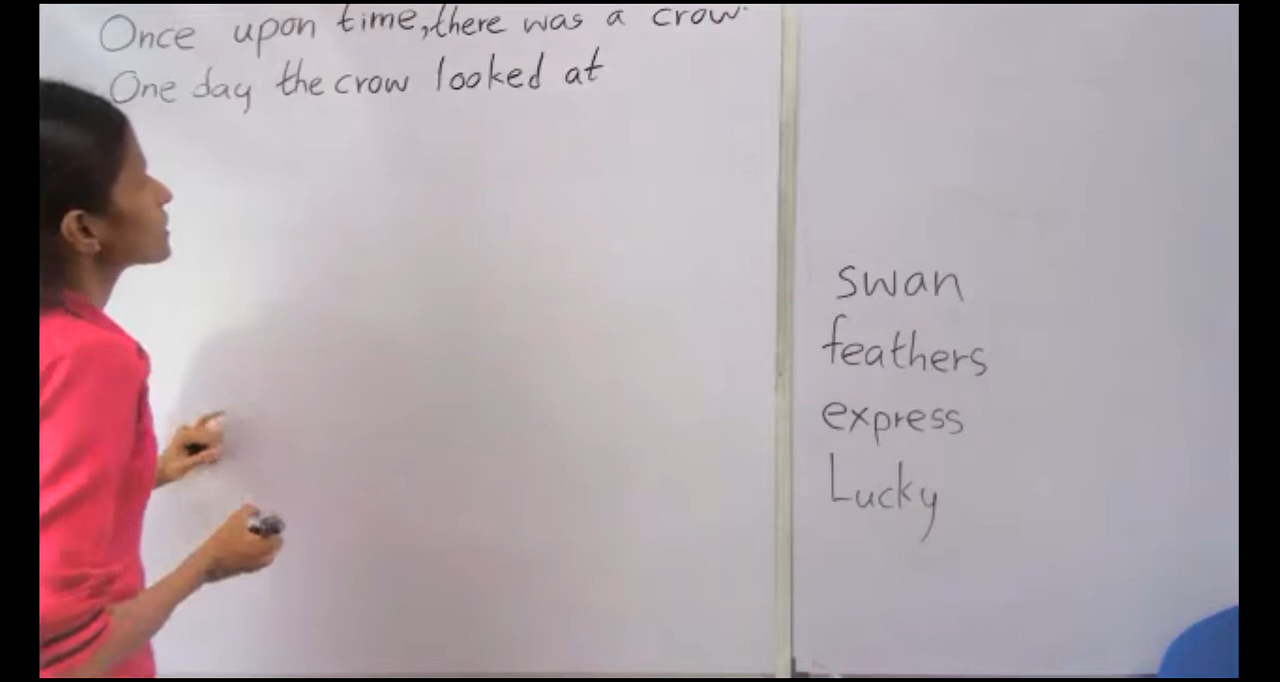 Once upon time, there was a crow.
One day the crow looked at
swan
feathers
express
Lucky